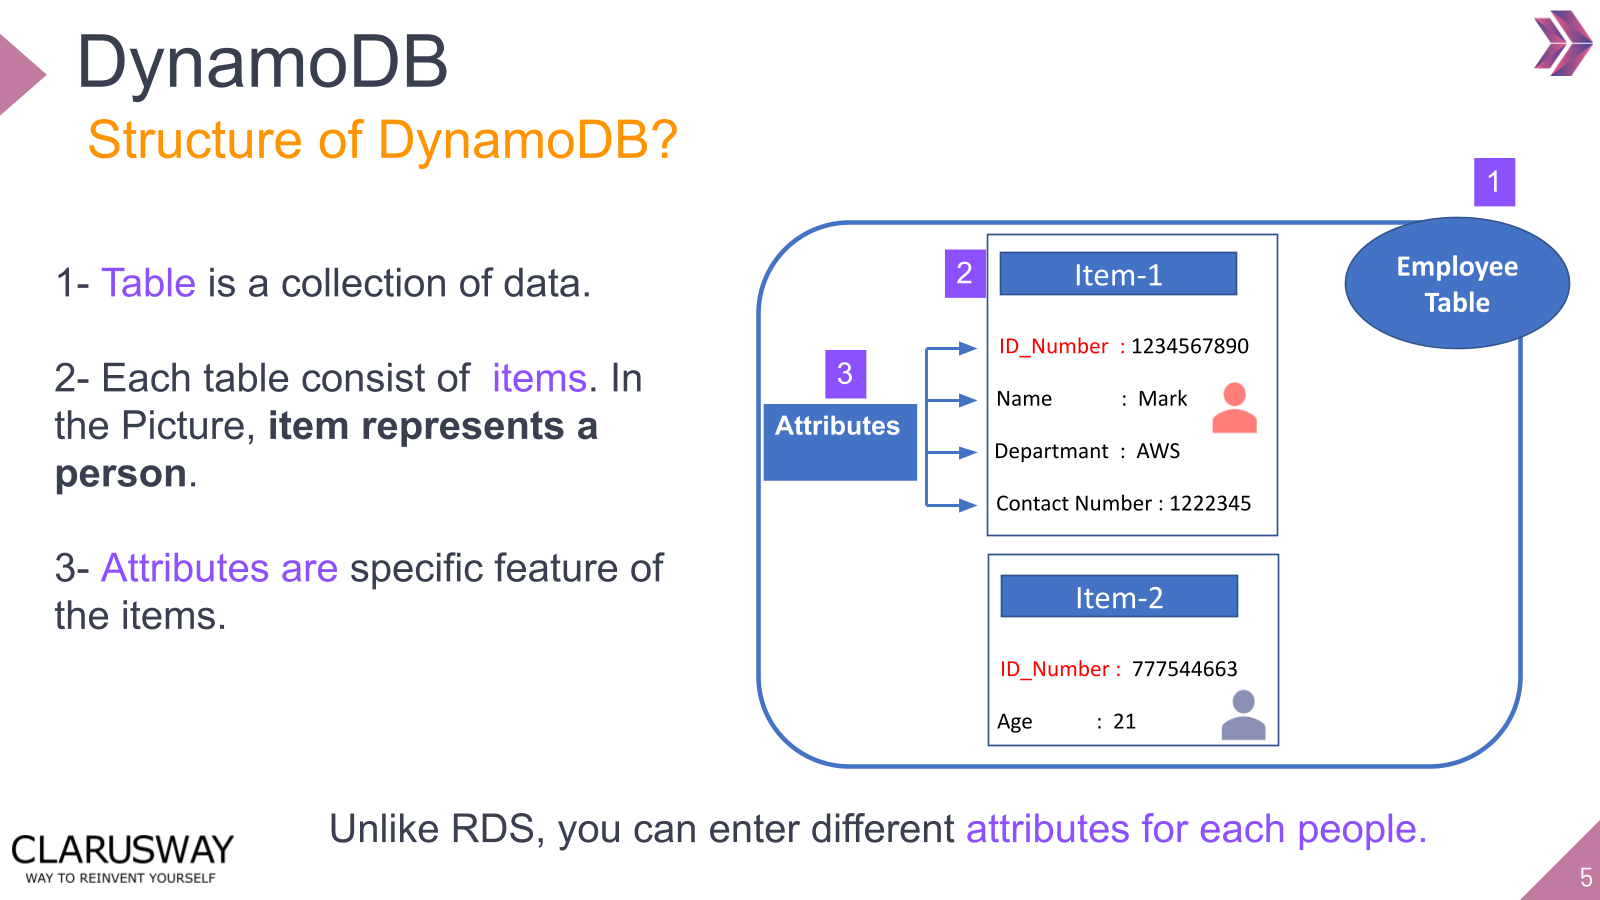 DynamoDB
Structure of DynamoDB?
1- Table is a collection of data.
2- Each table consist of items. In
the Picture, item represents a
person.
3- Attributes are specific feature of
the items.
1
Employee
Table
2
Item-1
3
Attributes
ID_Number : 1234567890
Name : Mark
Departmant : AWS
Contact Number : 1222345
Item-2
ID_Number : 777544663
Age : 21
Unlike RDS, you can enter different attributes for each people.
CLARUSWAY
WAY TO REINVENT YOURSELF
5